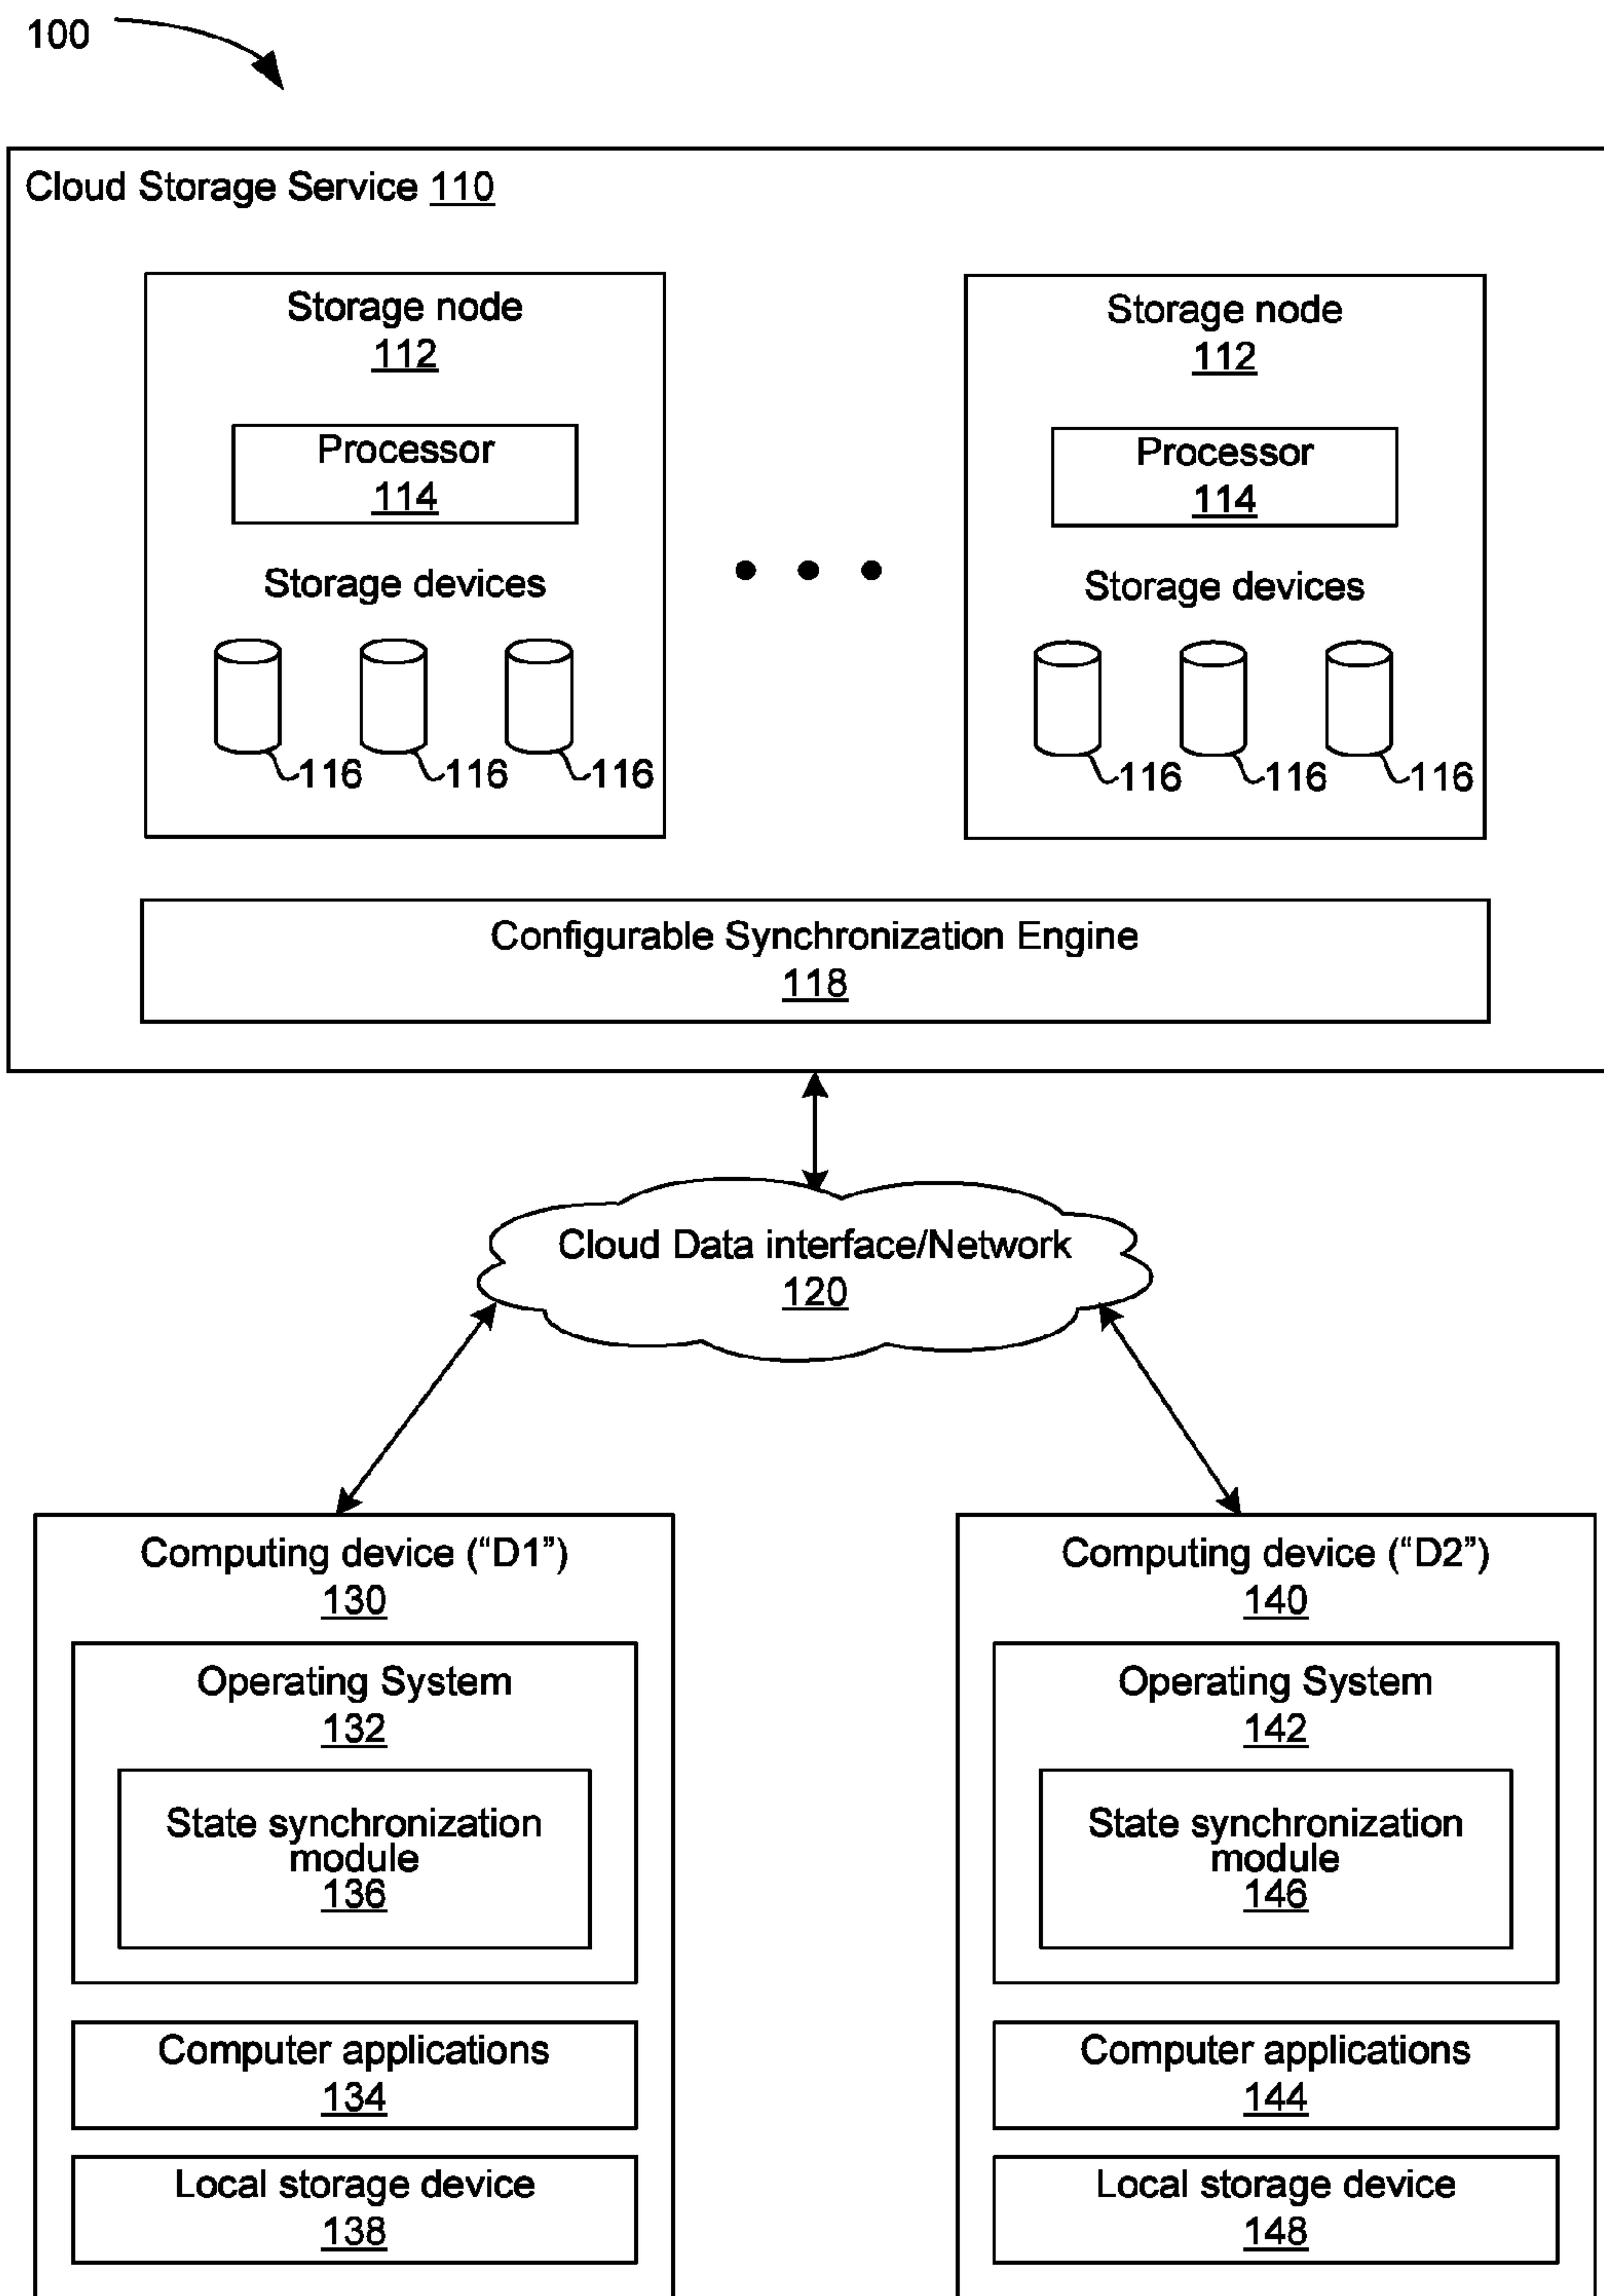 100
Cloud Storage Service 110
Storage node
112
Processor
114
Storage devices
116 116 116
Storage node
112
Processor
114
Storage devices
116 116 116
Configurable Synchronization Engine
118
Cloud Data interface/Network
120
Computing device (“D1”)
130
Operating System
132
State synchronization
module
136
Computer applications
134
Local storage device
138
Computing device (“D2”)
140
Operating System
142
State synchronization
module
146
Computer applications
144
Local storage device
148